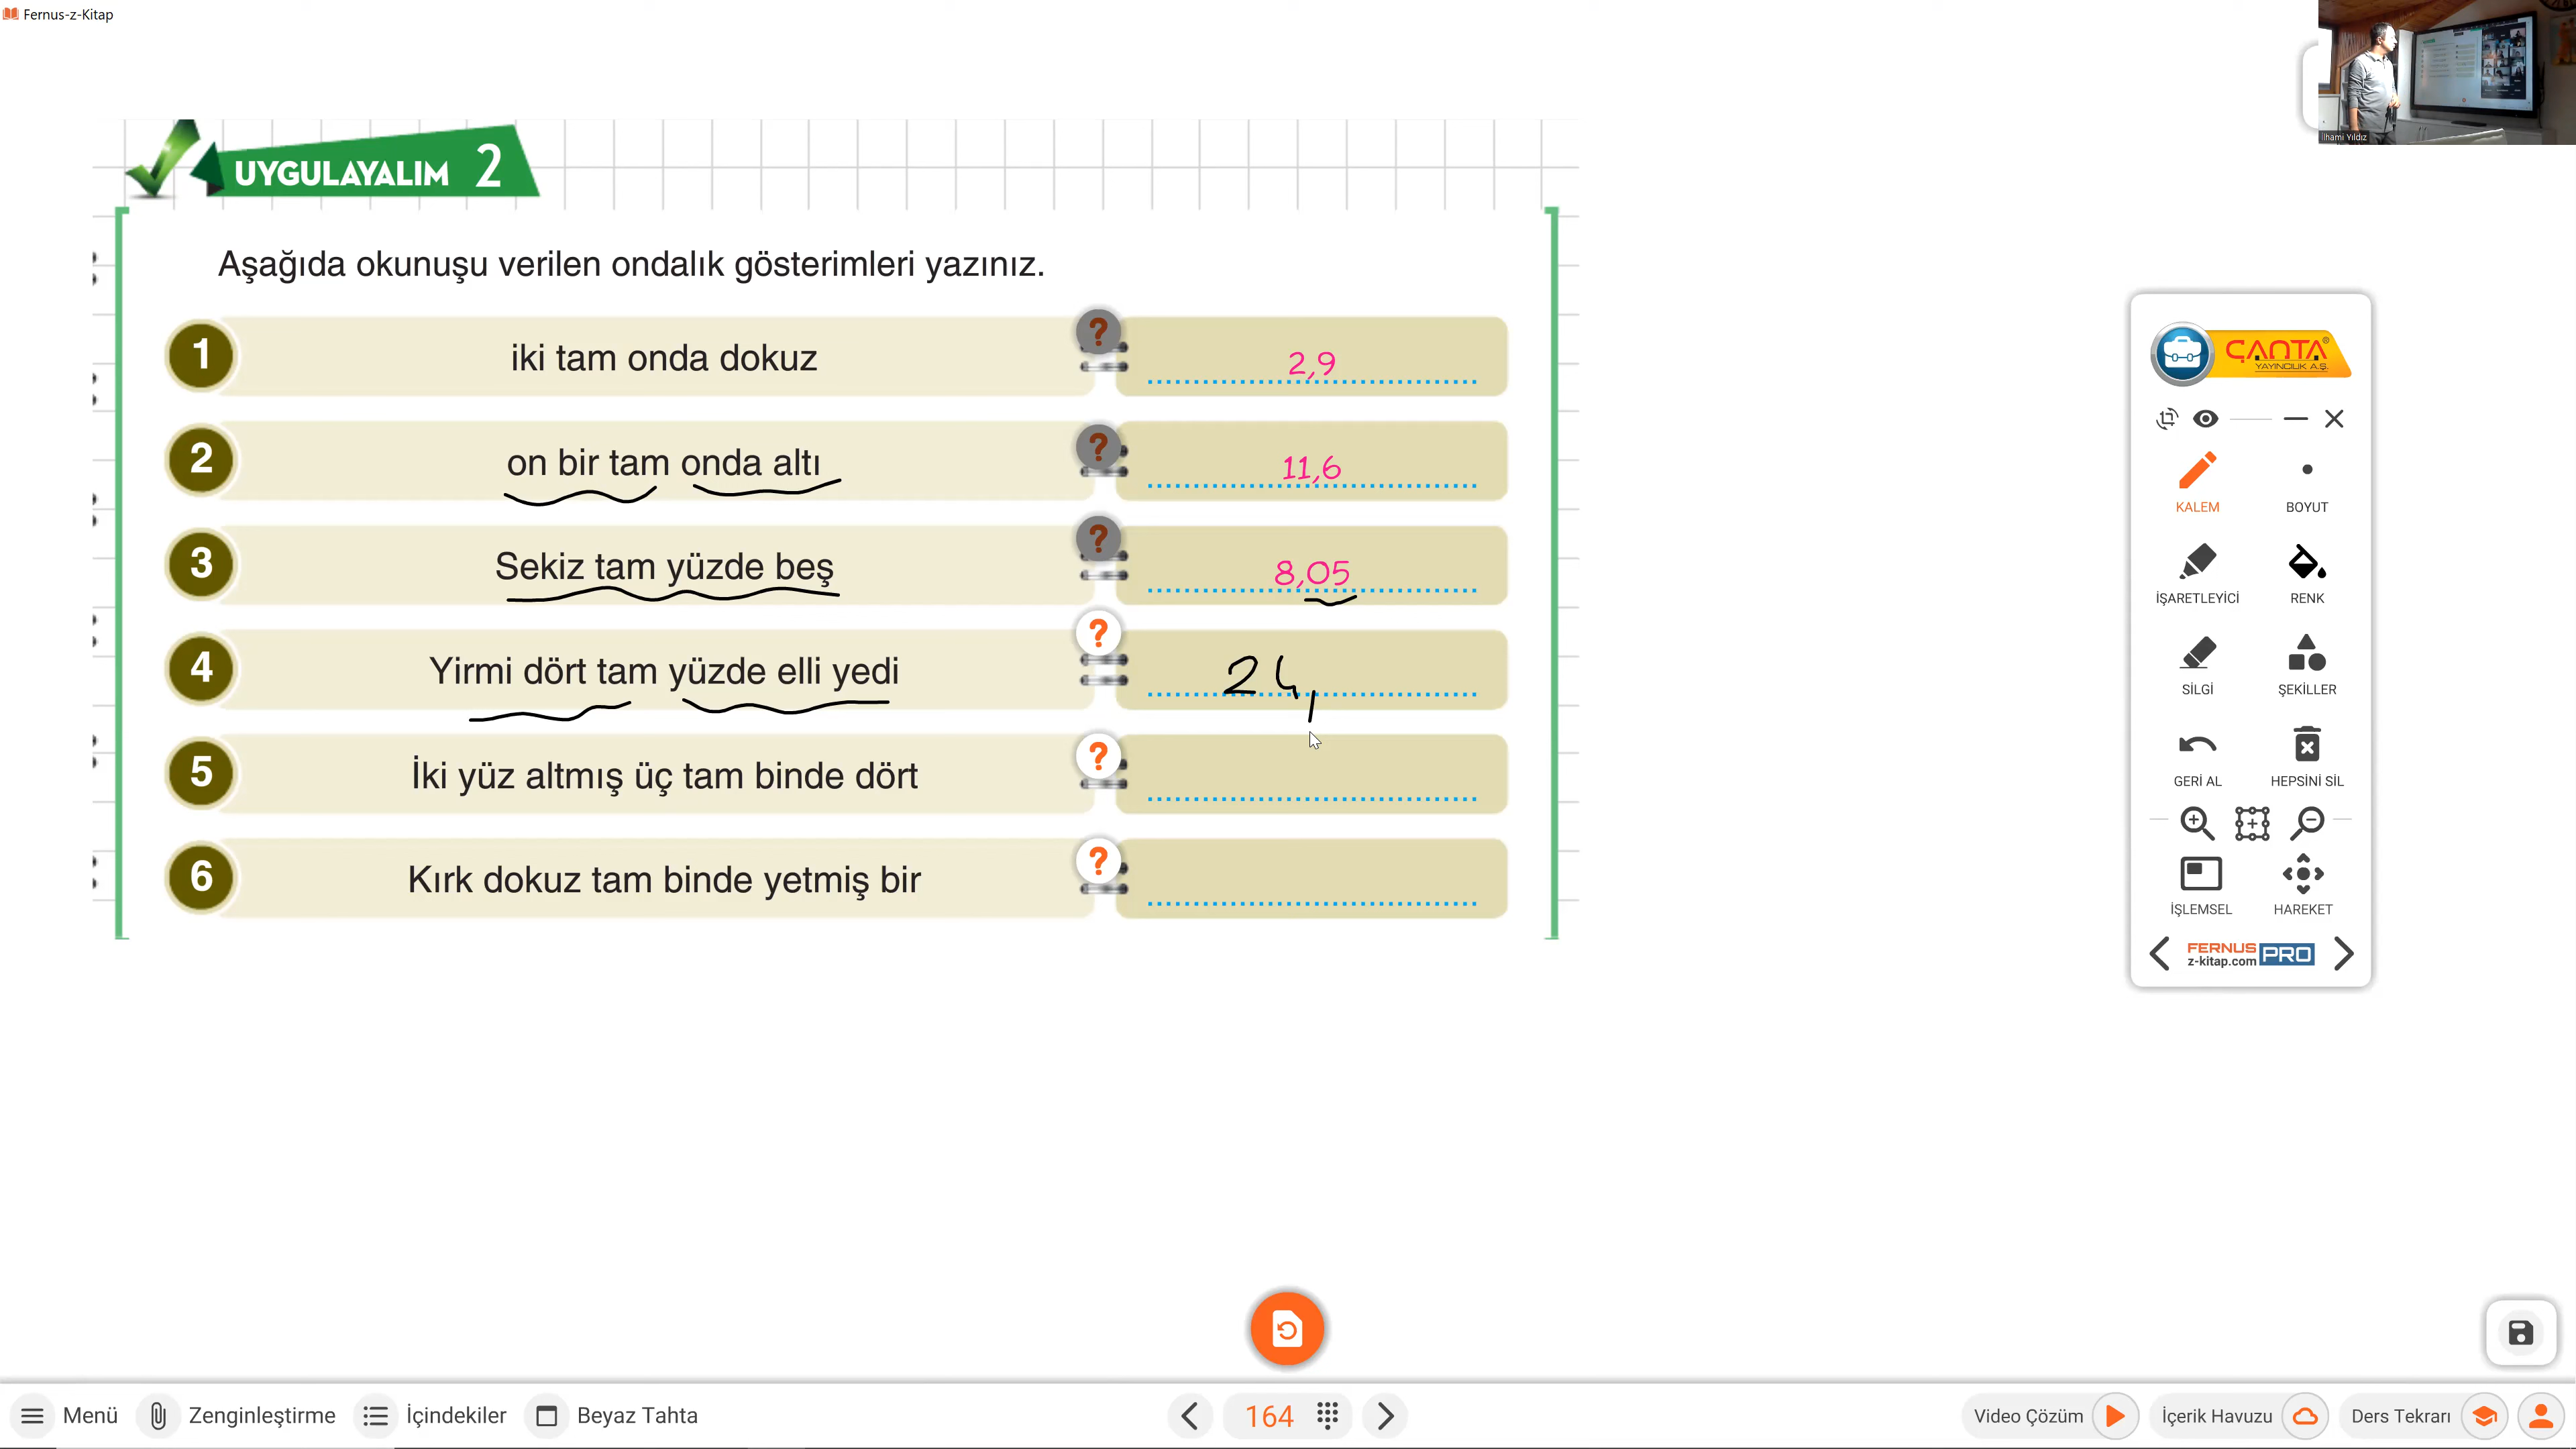 Fernus-z-Kitap
İlhami Yıldız
UYGULAYALIM 2
Aşağıda okunuşu verilen ondalık gösterimleri yazınız.
1 iki tam onda dokuz ? 2,9
2 on bir tam onda altı ? 11,6
3 Sekiz tam yüzde beş ? 8,05
4 Yirmi dört tam yüzde elli yedi ? 24,
5 İki yüz altmış üç tam binde dört ?
6 Kırk dokuz tam binde yetmiş bir ?
ÇANTA®
YAYINCILIK A.Ş.
KALEM BOYUT
İŞARETLEYİCİ RENK
SİLGİ ŞEKİLLER
GERİ AL HEPSİNİ SİL
İŞLEMSEL HAREKET
FERNUS PRO
z-kitap.com
Menü Zenginleştirme İçindekiler Beyaz Tahta 164 Video Çözüm İçerik Havuzu Ders Tekrarı